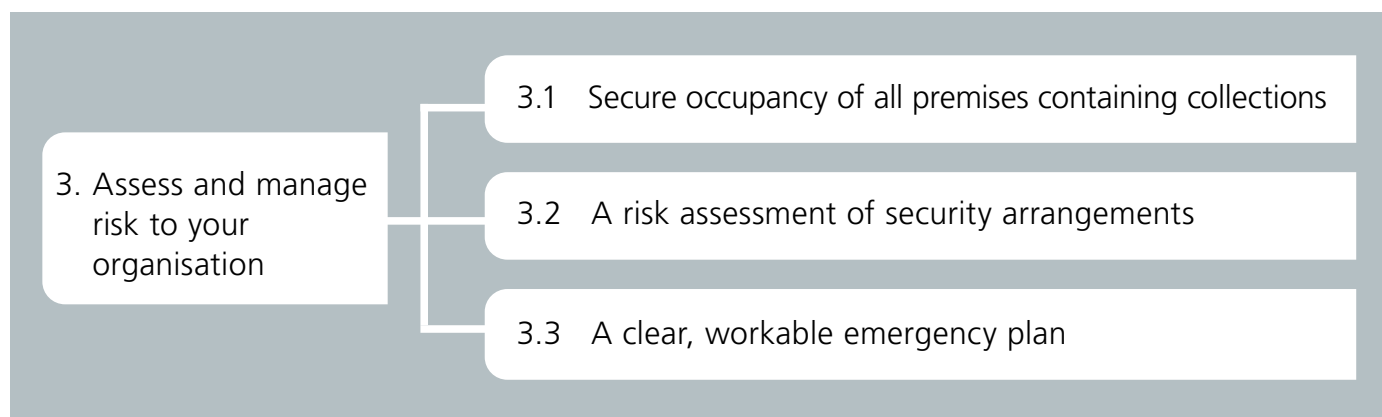 3. Assess and manage
risk to your
organisation
3.1 Secure occupancy of all premises containing collections
3.2 A risk assessment of security arrangements
3.3 A clear, workable emergency plan